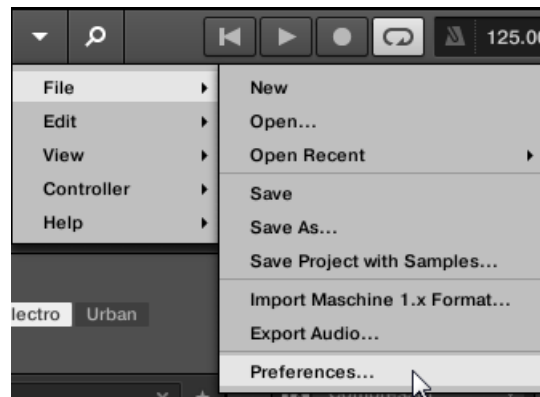 125.0
File
Edit
View
Controller
Help
New
Open...
Open Recent
Save
Save As...
Save Project with Samples...
Import Maschine 1.x Format...
Export Audio...
Preferences...
lectro Urban